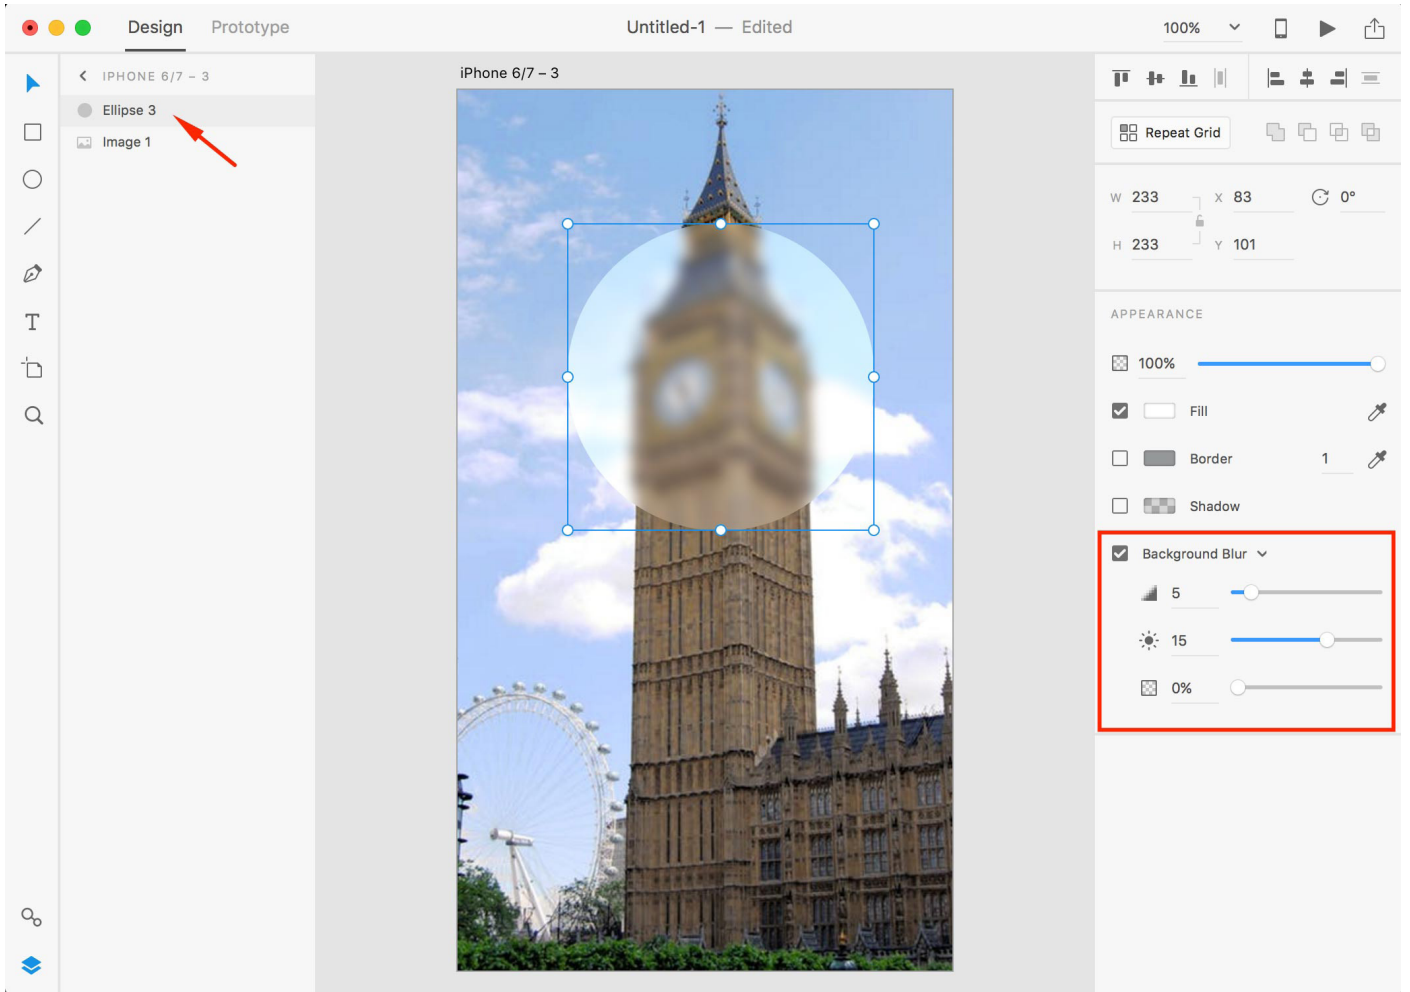 Design Prototype Untitled-1 — Edited 100%
IPHONE 6/7 – 3
Ellipse 3
Image 1
iPhone 6/7 – 3
Repeat Grid
W 233 X 83 0°
H 233 Y 101
APPEARANCE
100%
Fill
Border 1
Shadow
Background Blur
5
15
0%
T